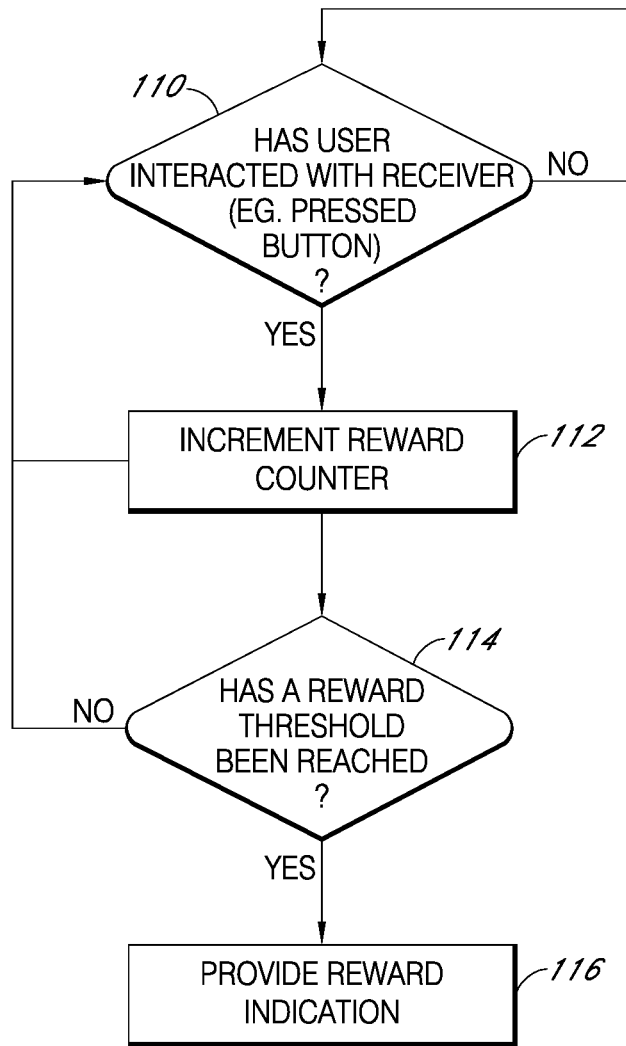 110
HAS USER
INTERACTED WITH RECEIVER
(EG. PRESSED
BUTTON)
?
NO
YES
INCREMENT REWARD
COUNTER
112
114
HAS A REWARD
THRESHOLD
BEEN REACHED
?
NO
YES
PROVIDE REWARD
INDICATION
116